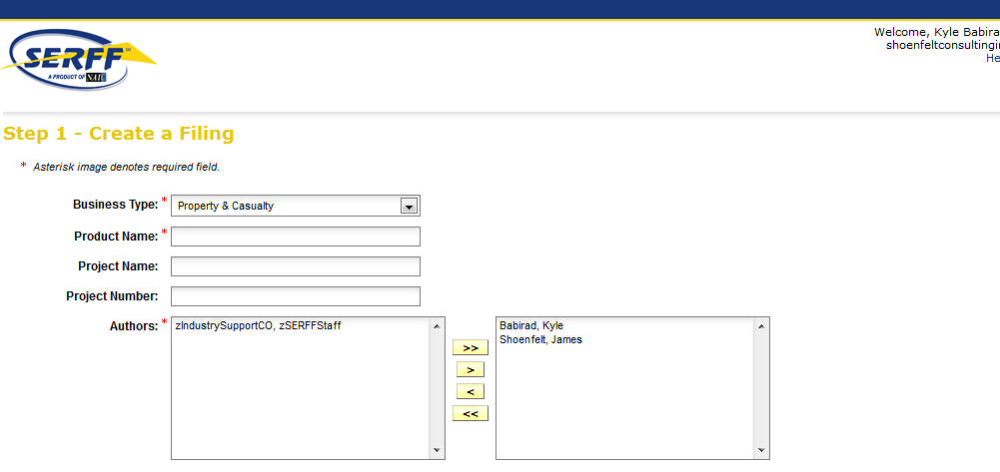 Welcome, Kyle Babira
shoenfeltconsultingi
He
SERFF SM
A PRODUCT OF NAIC
Step 1 - Create a Filing
* Asterisk image denotes required field.
Business Type: * Property & Casualty
Product Name: *
Project Name:
Project Number:
Authors: * zIndustrySupportCO, zSERFFStaff
Babirad, Kyle
Shoenfelt, James
>>
>
<
<<